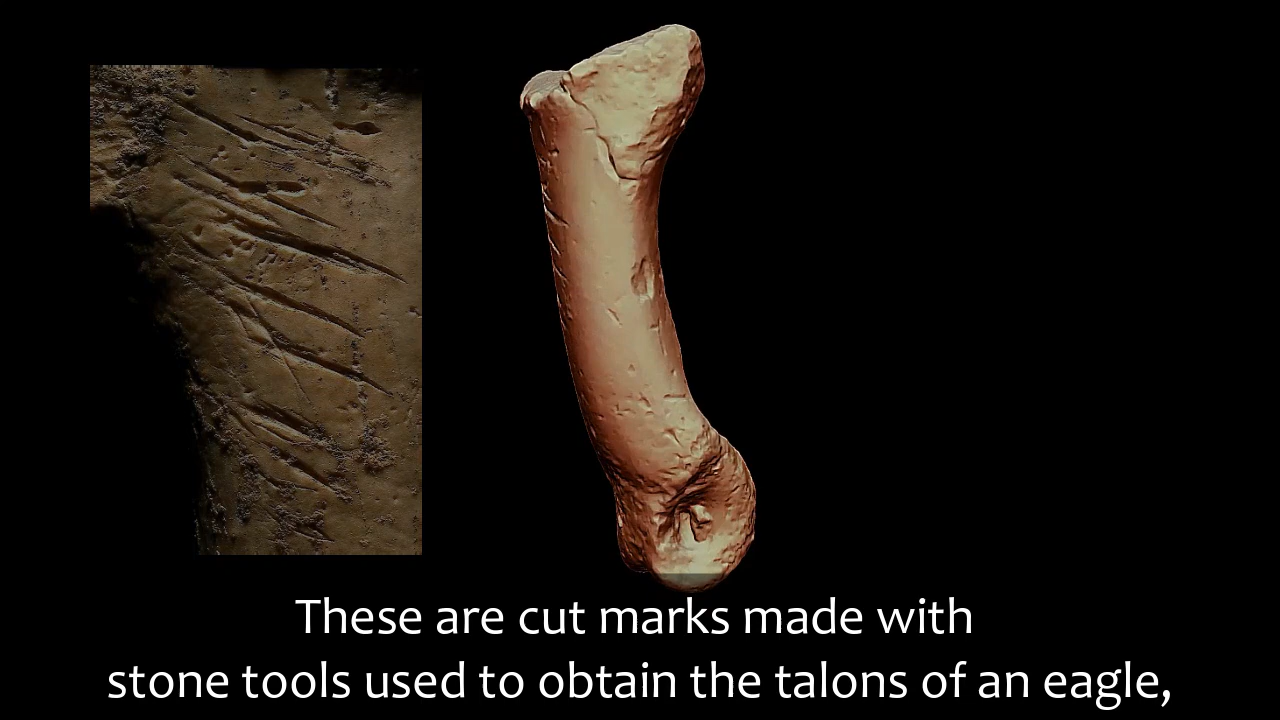 These are cut marks made with
stone tools used to obtain the talons of an eagle,